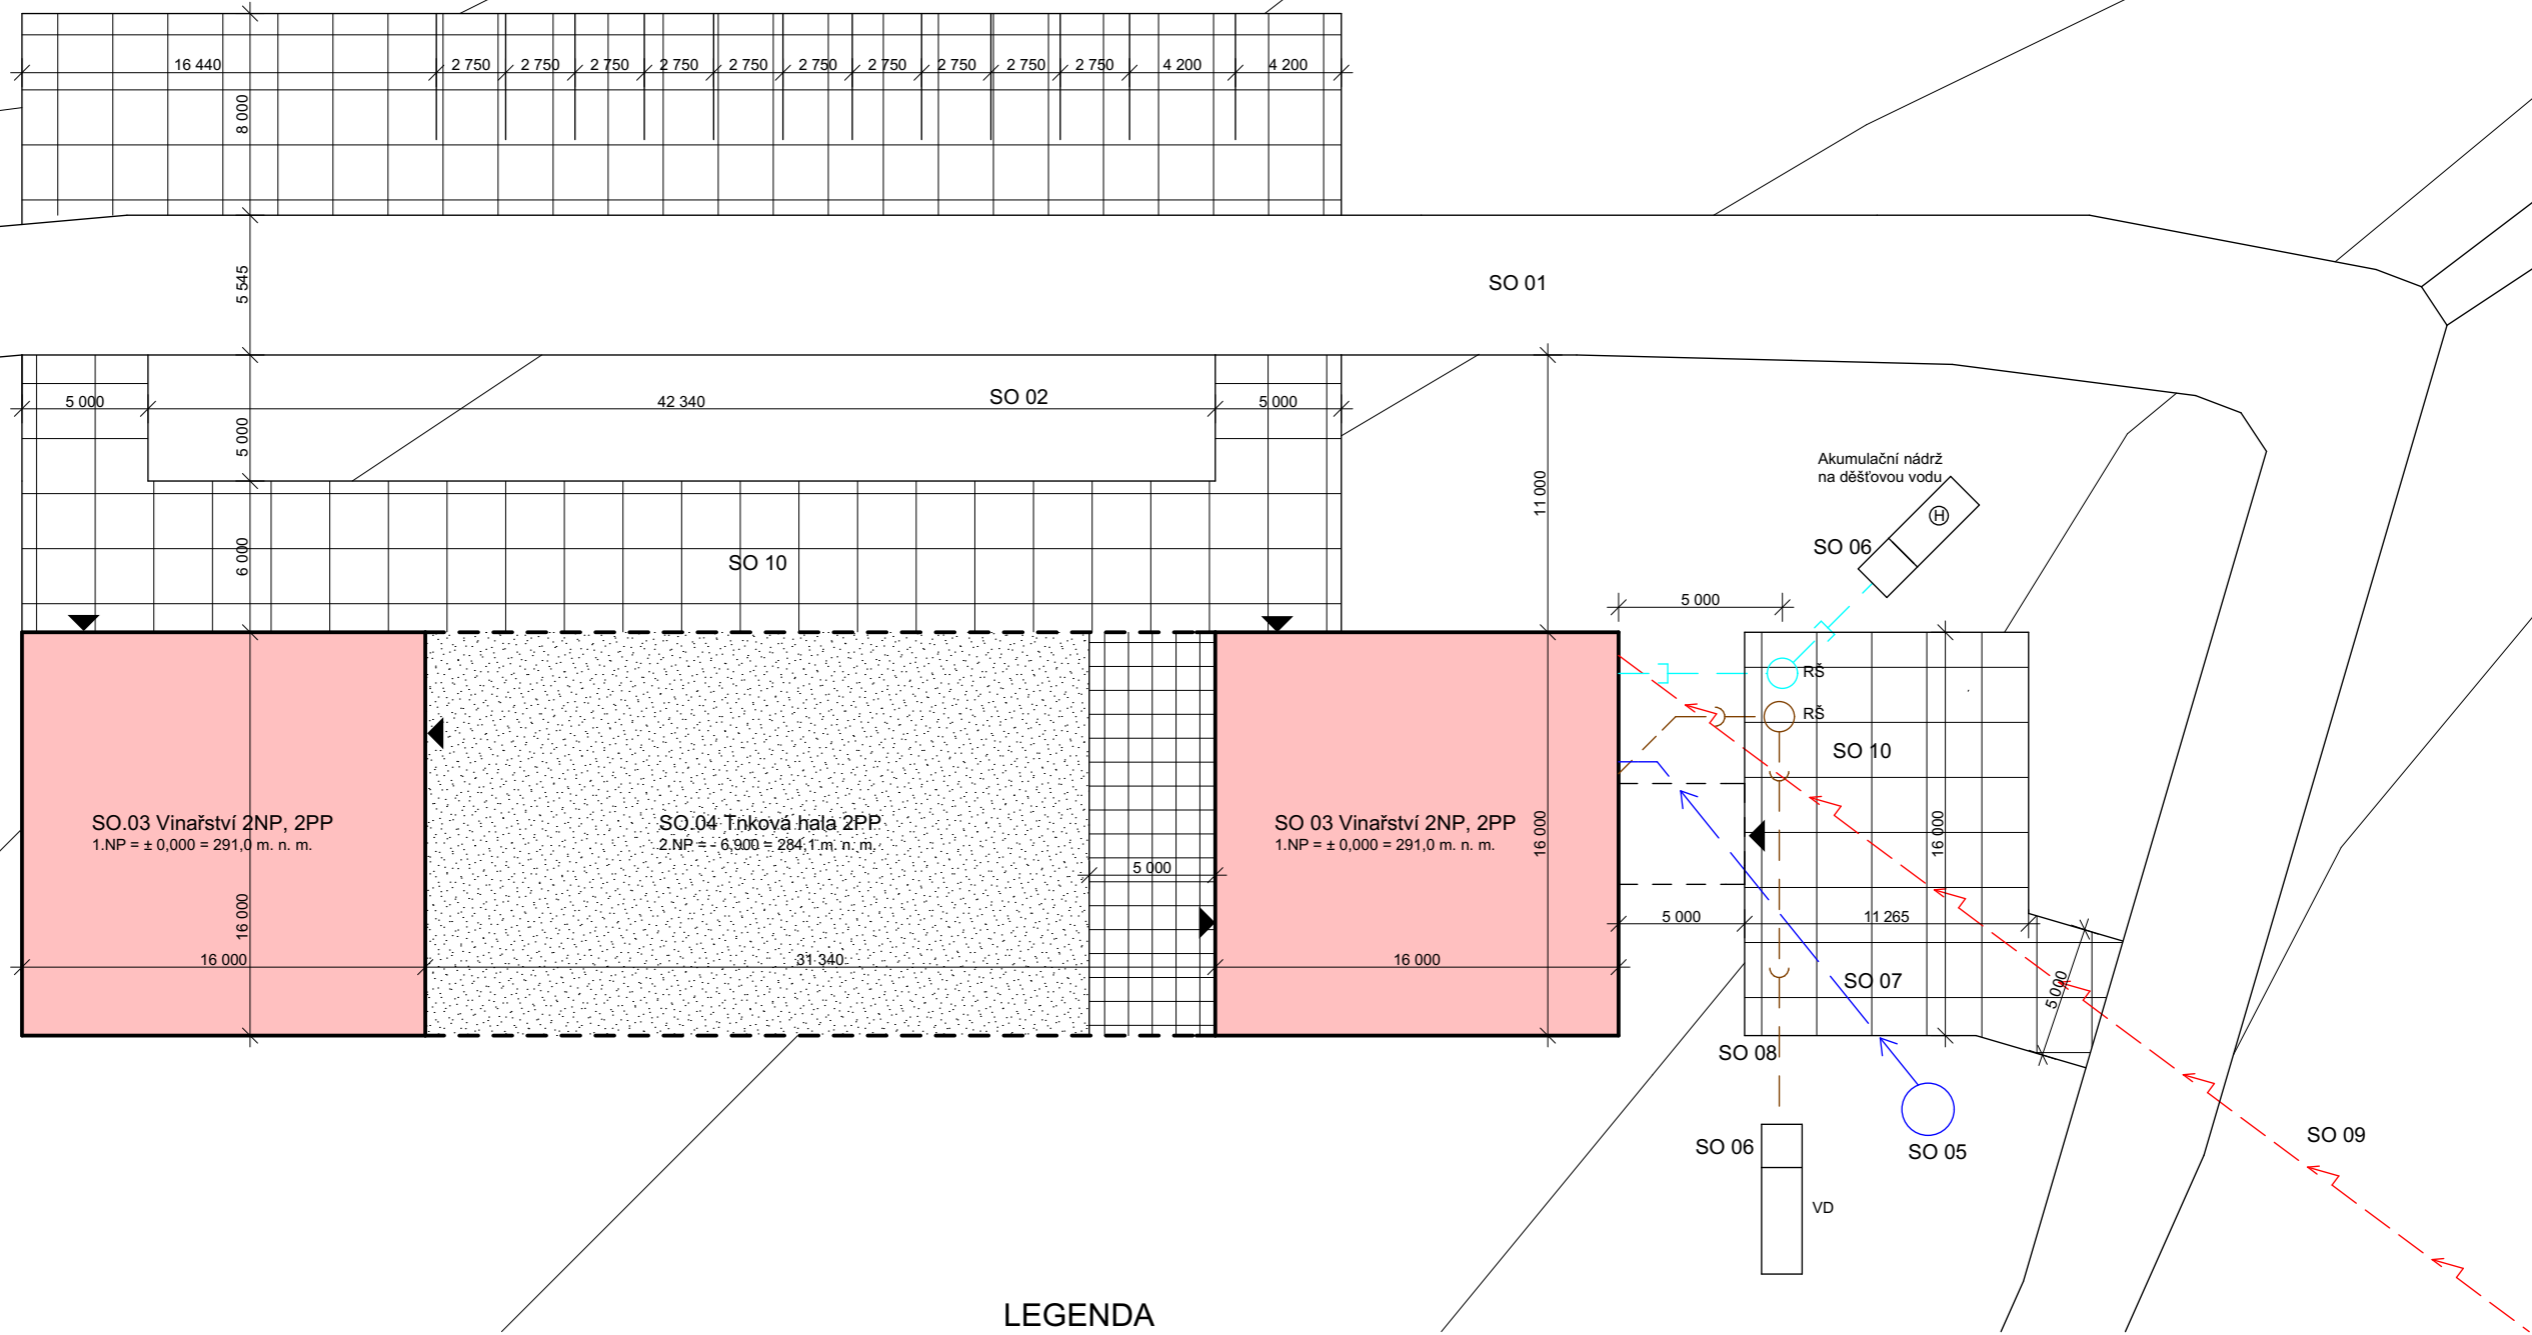 16 440
2 750
2 750
2 750
2 750
2 750
2 750
2 750
2 750
2 750
2 750
4 200
4 200
8 000
5 545
SO 01
5 000
42 340
SO 02
5 000
5 000
11 000
Akumulační nádrž
na děšťovou vodu
H
SO 06
6 000
SO 10
5 000
RŠ
RŠ
SO 10
SO.03 Vinařství 2NP, 2PP
1.NP = ± 0,000 = 291,0 m. n. m.
SO.04 Tnková hala 2PP
2.NP = - 6,900 = 284,1 m. n. m.
SO 03 Vinařství 2NP, 2PP
1.NP = ± 0,000 = 291,0 m. n. m.
16 000
16 000
5 000
16 000
5 000
11 265
16 000
31 340
16 000
SO 07
5 000
SO 08
SO 06
SO 05
SO 09
VD
LEGENDA